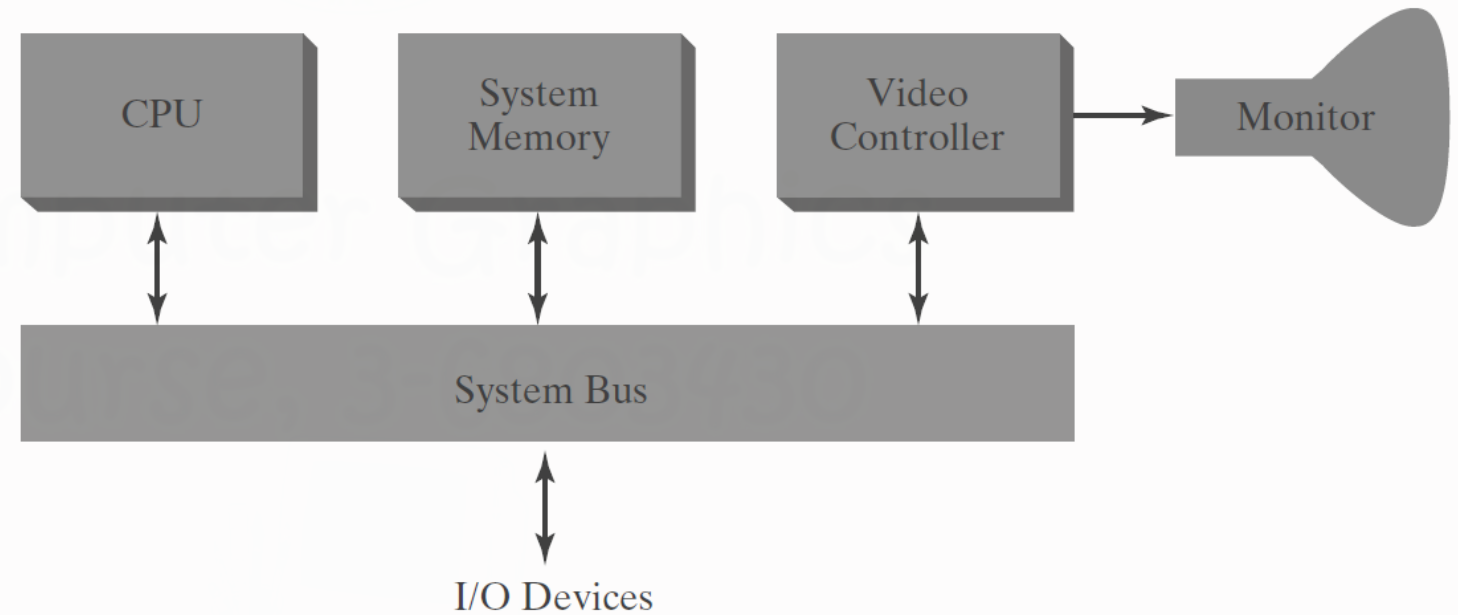 CPU
System
Memory
Video
Controller
Monitor
System Bus
I/O Devices